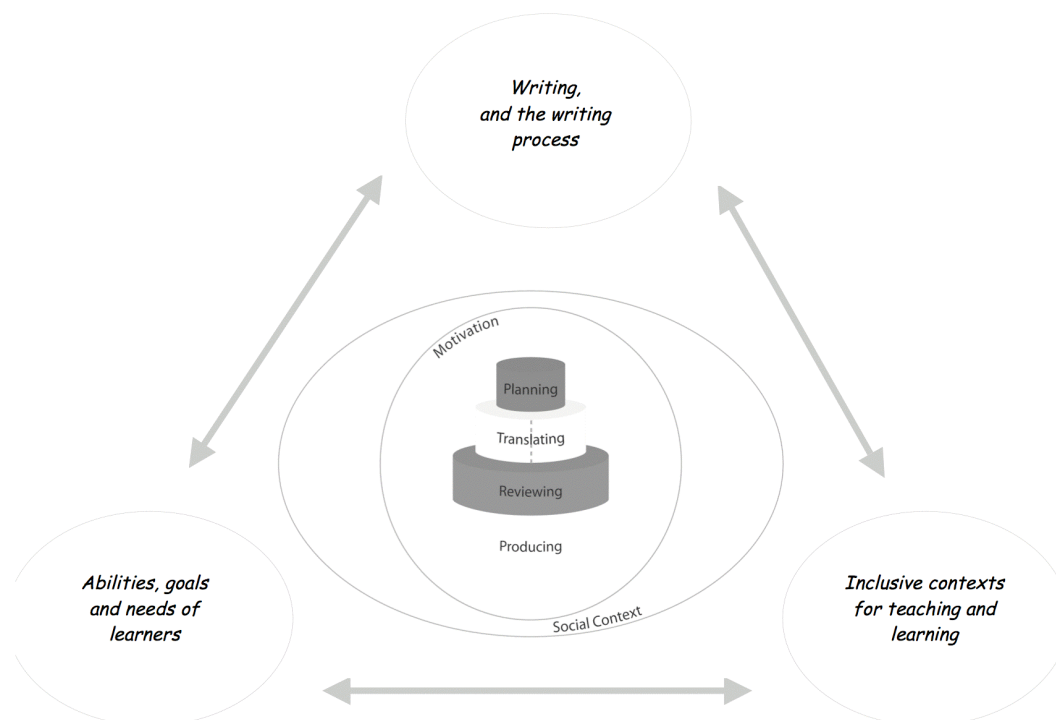 Writing,
and the writing
process
Motivation
Planning
Translating
Reviewing
Producing
Social Context
Abilities, goals
and needs of
learners
Inclusive contexts
for teaching and
learning